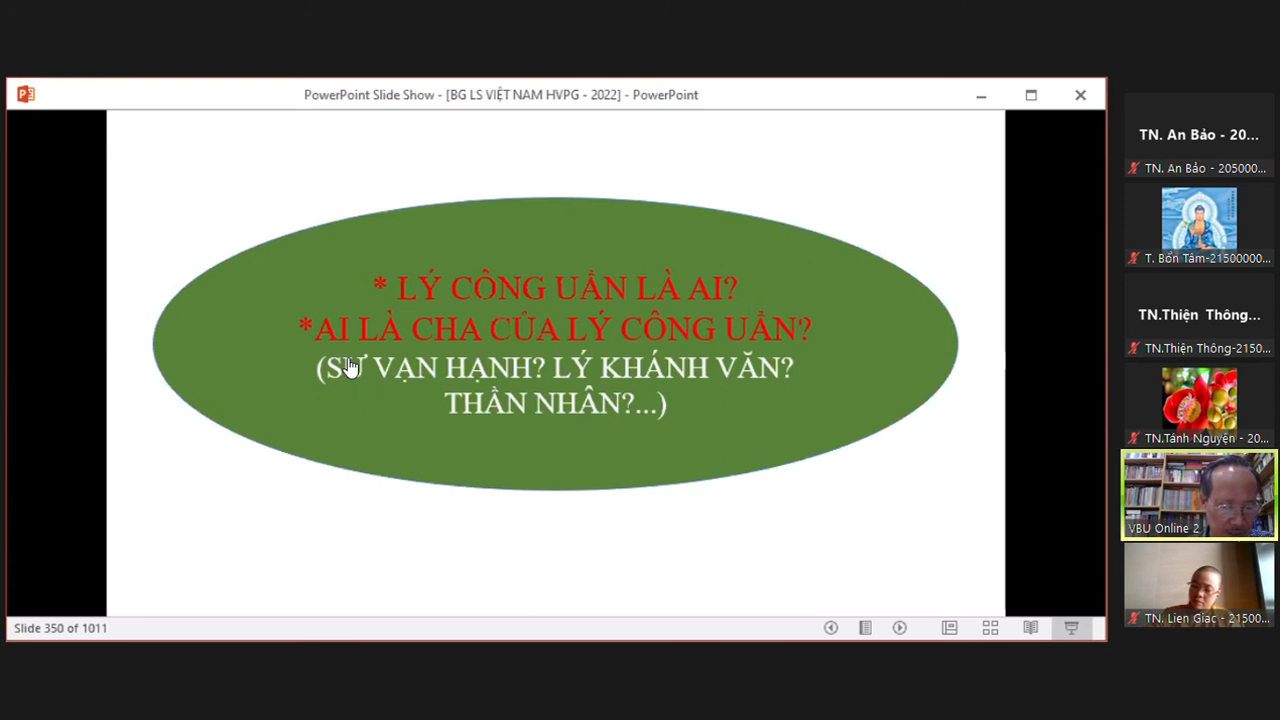 PowerPoint Slide Show - [BG LS VIỆT NAM HVPG - 2022] - PowerPoint
* LÝ CÔNG UẨN LÀ AI?
*AI LÀ CHA CỦA LÝ CÔNG UẨN?
(SƯ VẠN HẠNH? LÝ KHÁNH VĂN?
THẦN NHÂN?...)
Slide 350 of 1011
TN. An Bảo - 20...
TN. An Bảo - 205000...
T. Bổn Tâm-21500000...
TN.Thiện Thông...
TN.Thiện Thông-2150...
TN.Tánh Nguyện - 20...
VBU Online 2
TN. Lien Giac - 21500...